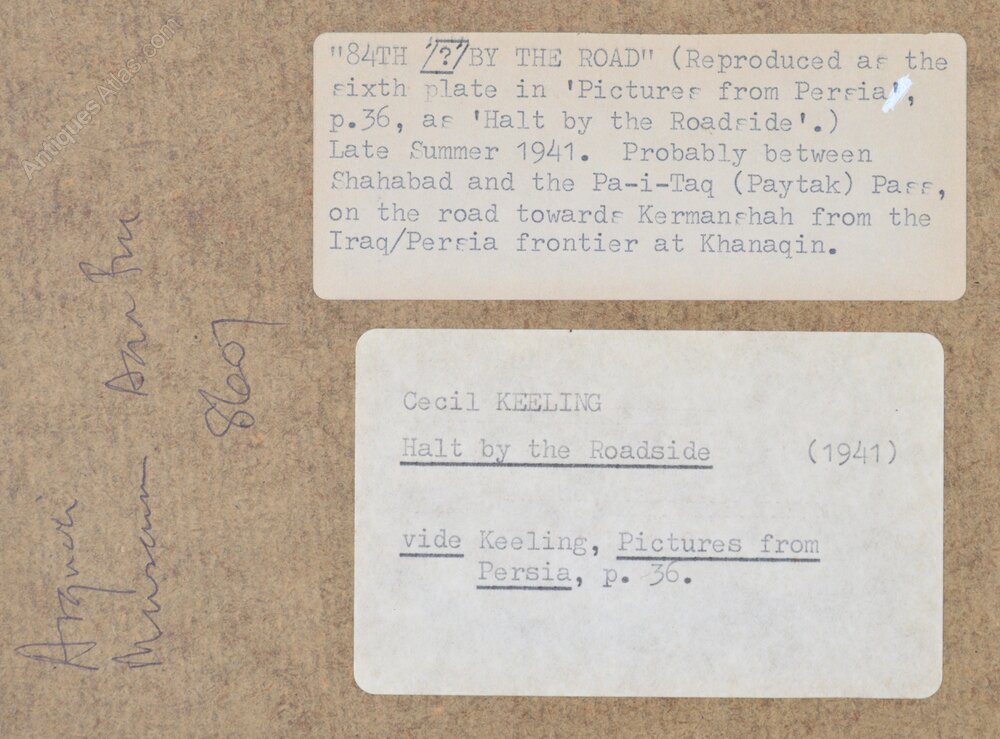 "84TH /?/ BY THE ROAD" (Reproduced as the
sixth plate in 'Pictures from Persia',
p.36, as 'Halt by the Roadside'.)
Late Summer 1941. Probably between
Shahabad and the Pa-i-Taq (Paytak) Pass,
on the road towards Kermanshah from the
Iraq/Persia frontier at Khanaqin.
Cecil KEELING
Halt by the Roadside (1941)
vide Keeling, Pictures from
Persia, p. 36.
Museum
8607
AntiquesAtlas.com